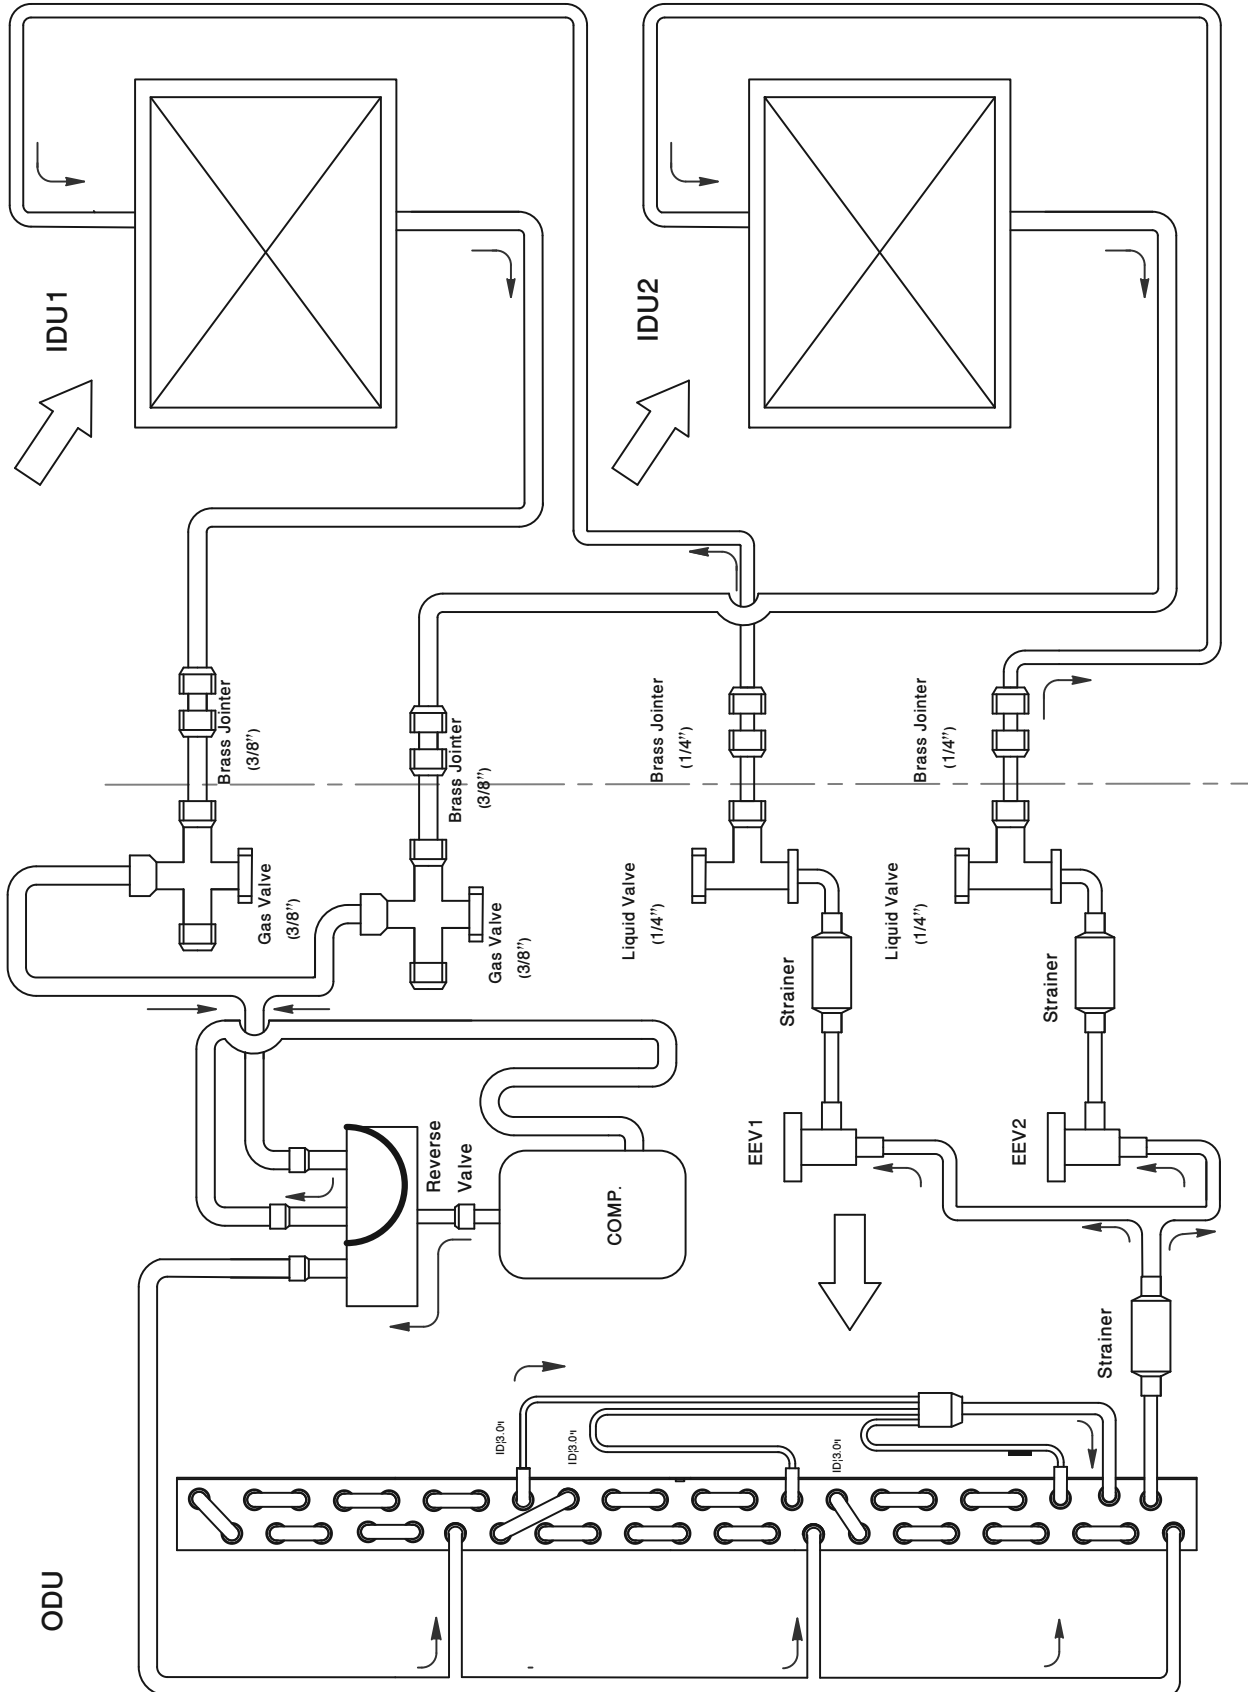 IDU1
IDU2
Brass Jointer
(3/8")
Brass Jointer
(3/8")
Brass Jointer
(1/4")
Brass Jointer
(1/4")
Gas Valve
(3/8")
Gas Valve
(3/8")
Liquid Valve
(1/4")
Liquid Valve
(1/4")
Strainer
Strainer
Reverse
Valve
COMP.
EEV1
EEV2
Strainer
ODU